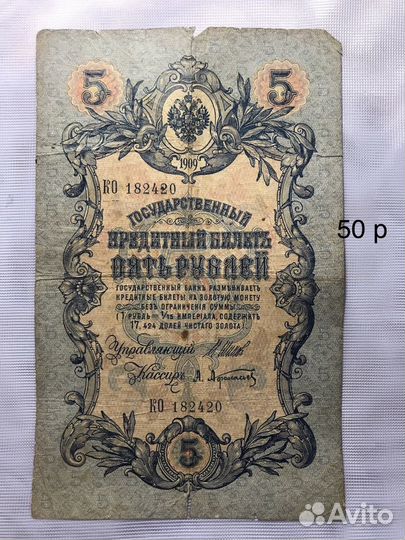 5 5
1909
КО 182420
ГОСУДАРСТВЕННЫЙ
КРЕДИТНЫЙ БИЛЕТЪ
ПЯТЬ РУБЛЕЙ
ГОСУДАРСТВЕННЫЙ БАНКЪ РАЗМѢНИВАЕТЪ
КРЕДИТНЫЕ БИЛЕТЫ НА ЗОЛОТУЮ МОНЕТУ
БЕЗЪ ОГРАНИЧЕНІЯ СУММЫ
(1 РУБЛЬ = 1/15 ИМПЕРІАЛА, СОДЕРЖИТЪ
17,424 ДОЛЕЙ ЧИСТАГО ЗОЛОТА).
Управляющій
Кассиръ
КО 182420
5
50 р
Avito